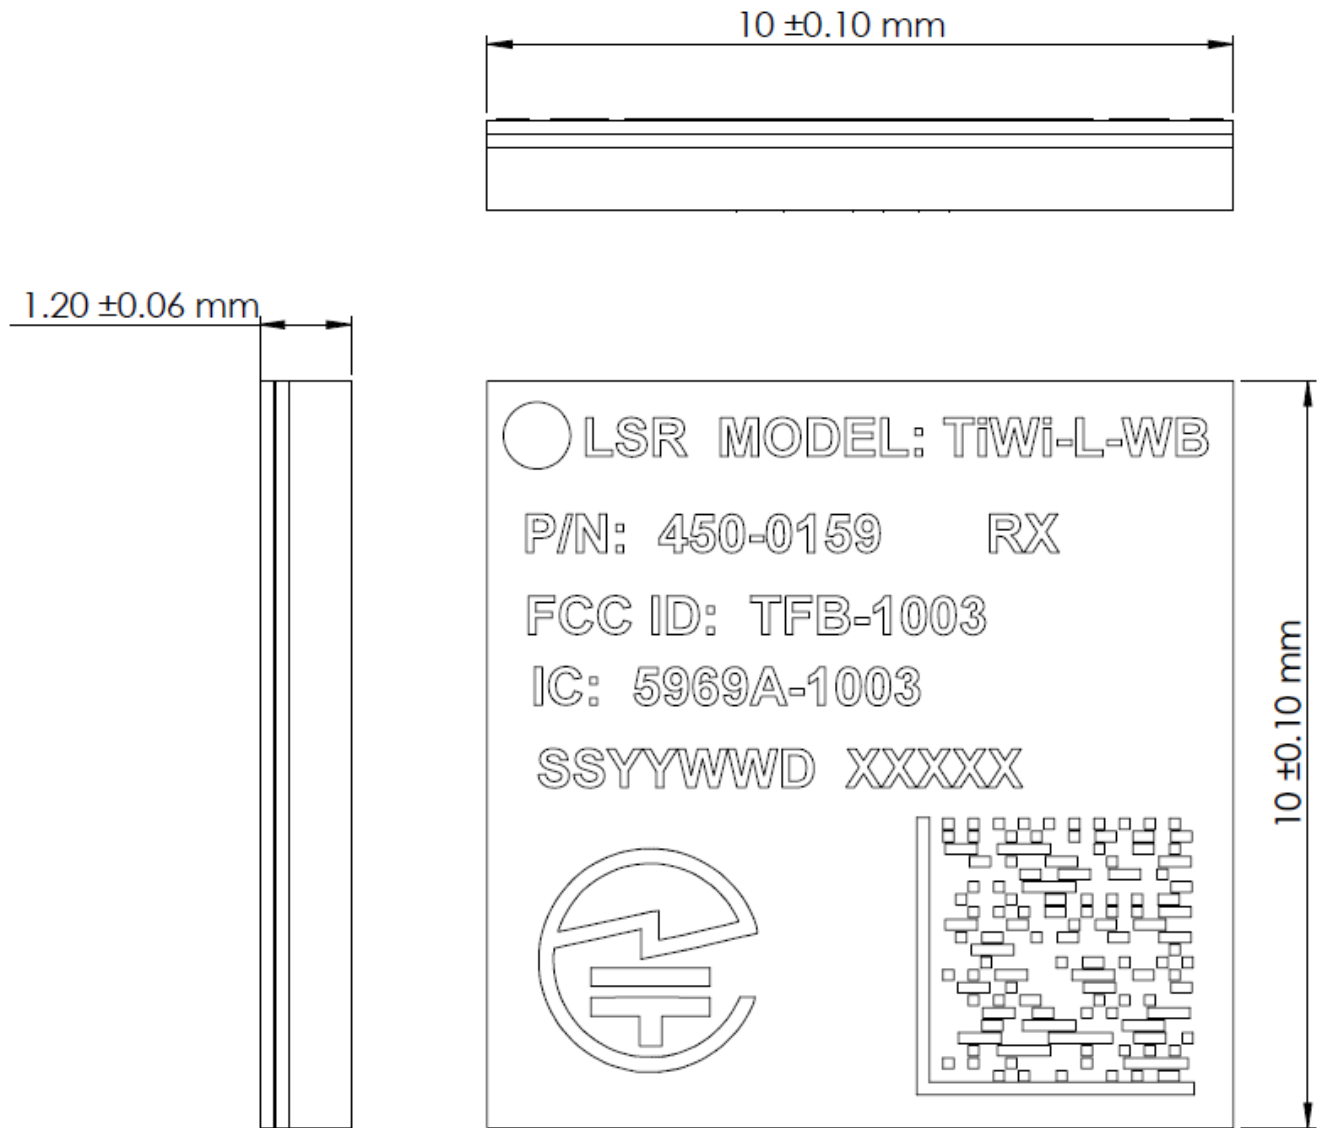 10 ±0.10 mm
1.20 ±0.06 mm
LSR MODEL: TiWi-L-WB
P/N: 450-0159 RX
FCC ID: TFB-1003
IC: 5969A-1003
SSYYWWD XXXXX
10 ±0.10 mm